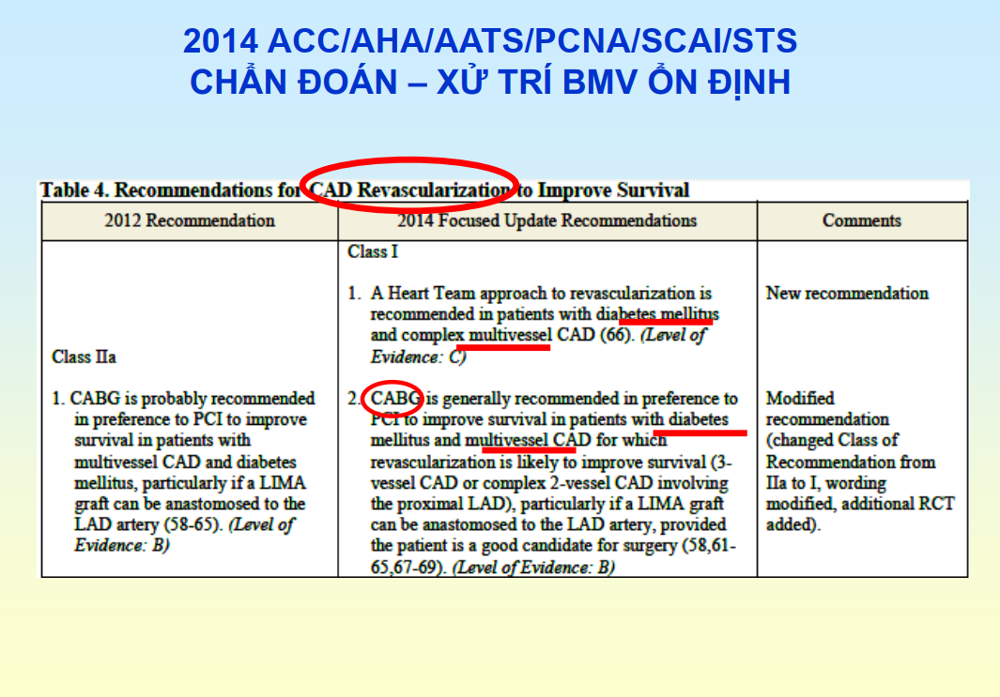 2014 ACC/AHA/AATS/PCNA/SCAI/STS
CHẨN ĐOÁN – XỬ TRÍ BMV ỔN ĐỊNH
Table 4. Recommendations for CAD Revascularization to Improve Survival
2012 Recommendation
2014 Focused Update Recommendations
Comments
Class IIa
1. CABG is probably recommended
in preference to PCI to improve
survival in patients with
multivessel CAD and diabetes
mellitus, particularly if a LIMA
graft can be anastomosed to the
LAD artery (58-65). (Level of
Evidence: B)
Class I
1. A Heart Team approach to revascularization is
recommended in patients with diabetes mellitus
and complex multivessel CAD (66). (Level of
Evidence: C)
2. CABG is generally recommended in preference to
PCI to improve survival in patients with diabetes
mellitus and multivessel CAD for which
revascularization is likely to improve survival (3-
vessel CAD or complex 2-vessel CAD involving
the proximal LAD), particularly if a LIMA graft
can be anastomosed to the LAD artery, provided
the patient is a good candidate for surgery (58,61-
65,67-69). (Level of Evidence: B)
New recommendation
Modified
recommendation
(changed Class of
Recommendation from
IIa to I, wording
modified, additional RCT
added).